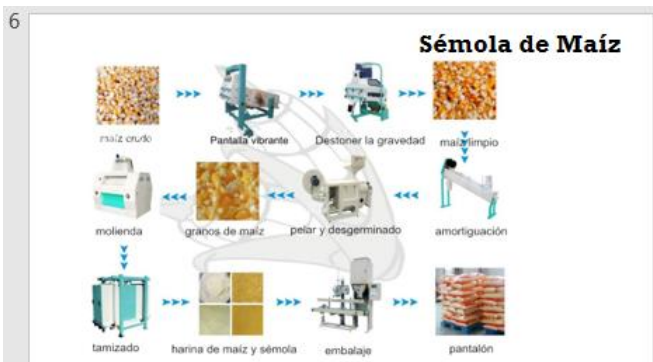 6
Sémola de Maíz
maíz crudo
Pantalla vibrante
Destoner la gravedad
maíz limpio
molienda
granos de maíz
pelar y desgerminado
amortiguación
tamizado
harina de maíz y sémola
embalaje
pantalón